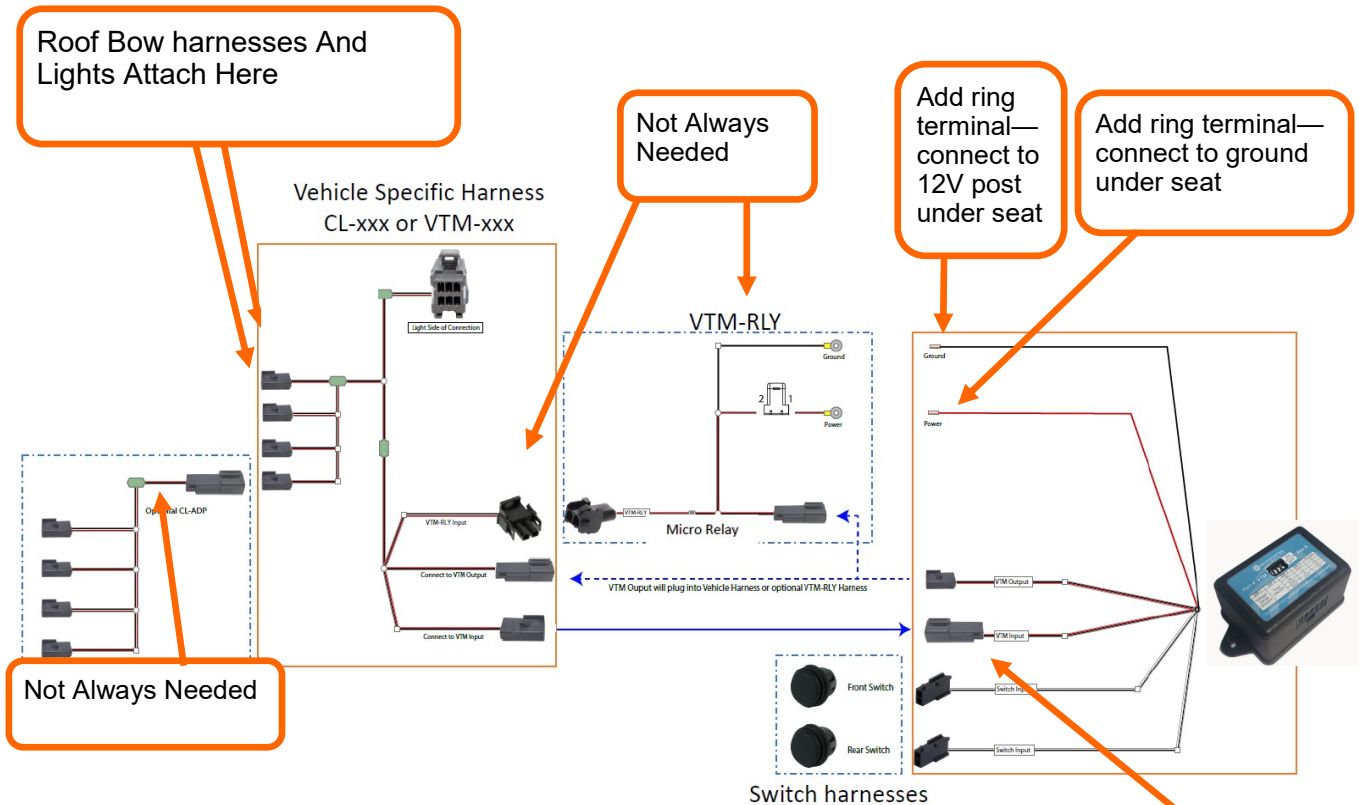 Roof Bow harnesses And
Lights Attach Here
Not Always
Needed
Add ring
terminal—
connect to
12V post
under seat
Add ring terminal—
connect to ground
under seat
Vehicle Specific Harness
CL-xxx or VTM-xxx
Light Side of Connection
VTM-RLY
Ground
2 1
Power
Ground
Power
VTM-RLY Input
VTM-RLY
Micro Relay
Connect to VTM Output
VTM Ouput will plug into Vehicle Harness or optional VTM-RLY Harness
Connect to VTM Input
VTM Output
VTM Input
Switch Input
Switch Input
CL-ADP
Not Always Needed
Front Switch
Rear Switch
Switch harnesses